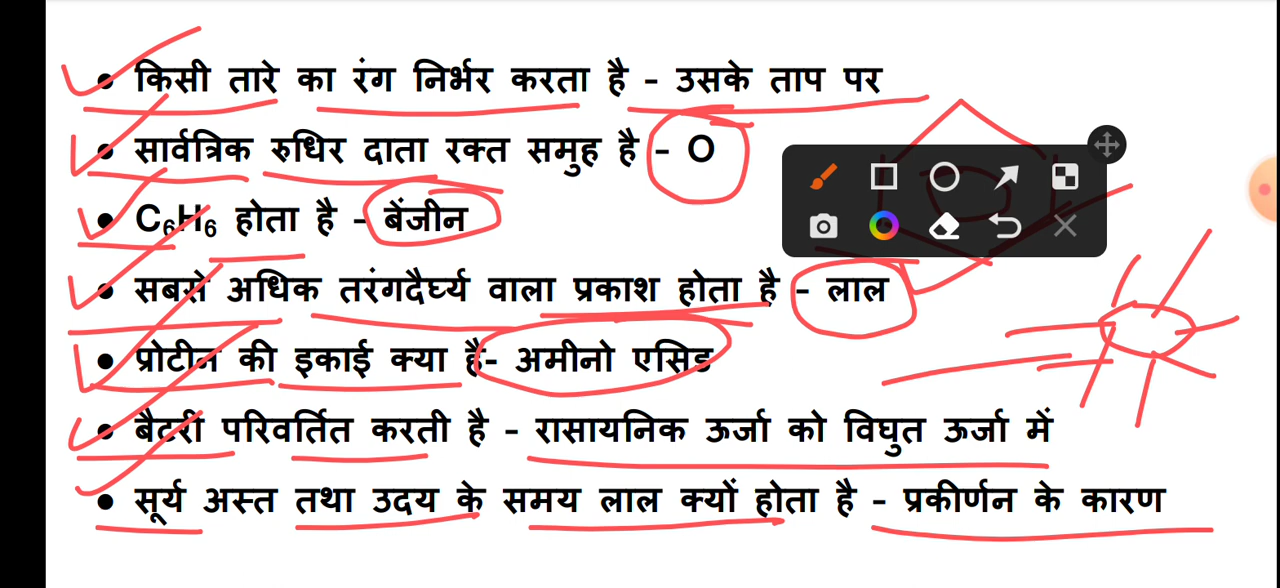 ● किसी तारे का रंग निर्भर करता है - उसके ताप पर
● सार्वत्रिक रुधिर दाता रक्त समुह है - O
● C₆H₆ होता है - बेंजीन
● सबसे अधिक तरंगदैर्घ्य वाला प्रकाश होता है - लाल
● प्रोटीन की इकाई क्या है- अमीनो एसिड
● बैटरी परिवर्तित करती है - रासायनिक ऊर्जा को विघुत ऊर्जा में
● सूर्य अस्त तथा उदय के समय लाल क्यों होता है - प्रकीर्णन के कारण